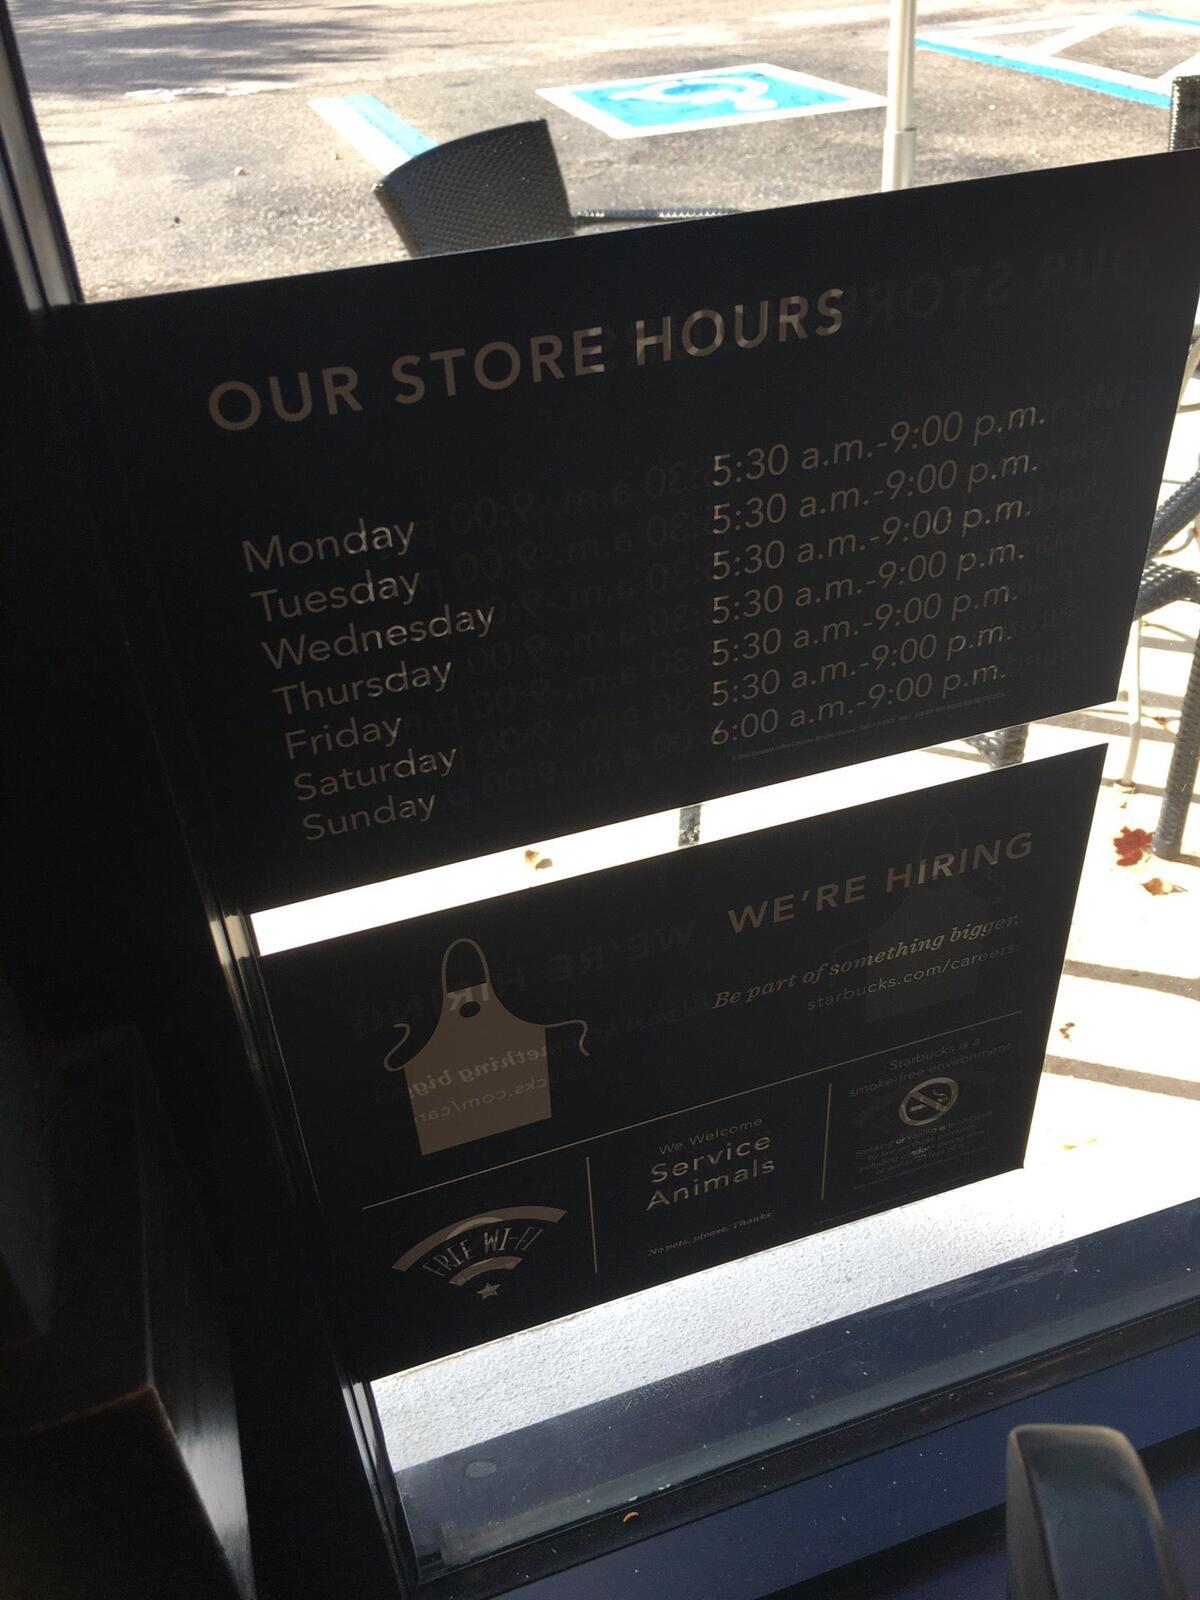 OUR STORE HOURS
Monday 5:30 a.m.-9:00 p.m.
Tuesday 5:30 a.m.-9:00 p.m.
Wednesday 5:30 a.m.-9:00 p.m.
Thursday 5:30 a.m.-9:00 p.m.
Friday 5:30 a.m.-9:00 p.m.
Saturday 5:30 a.m.-9:00 p.m.
Sunday 6:00 a.m.-9:00 p.m.
WE'RE HIRING
Be part of something bigger.
starbucks.com/careers
FREE WI-FI
We Welcome
Service
Animals
No pets, please. Thanks.
Starbucks is a
smoke-free environment